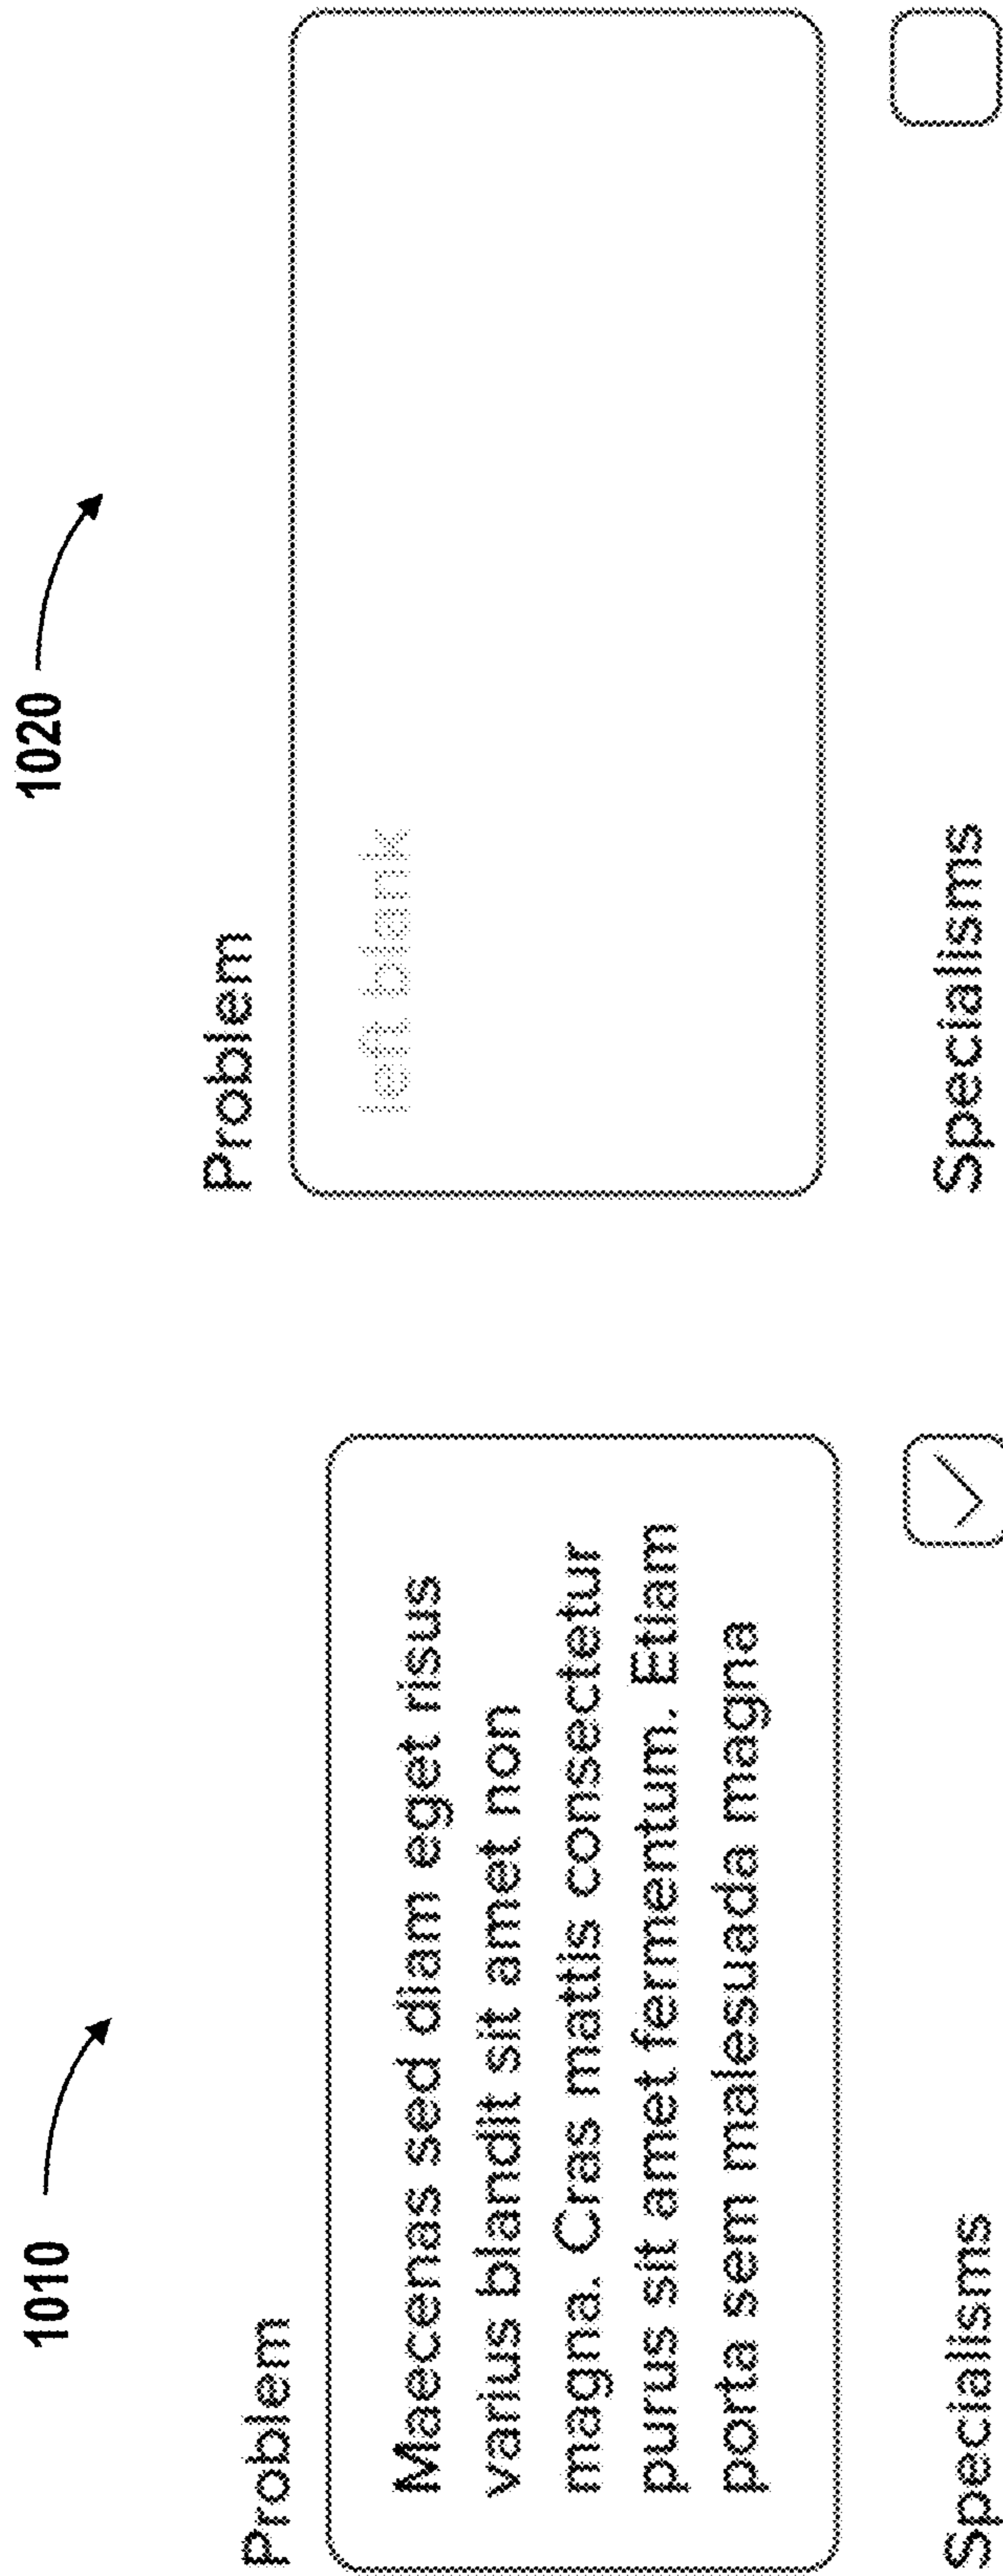 1010
Problem
Maecenas sed diam eget risus
varius blandit sit amet non
magna. Cras mattis consectetur
purus sit amet fermentum. Etiam
porta sem malesuada magna
Specialisms
1020
Problem
left blank
Specialisms